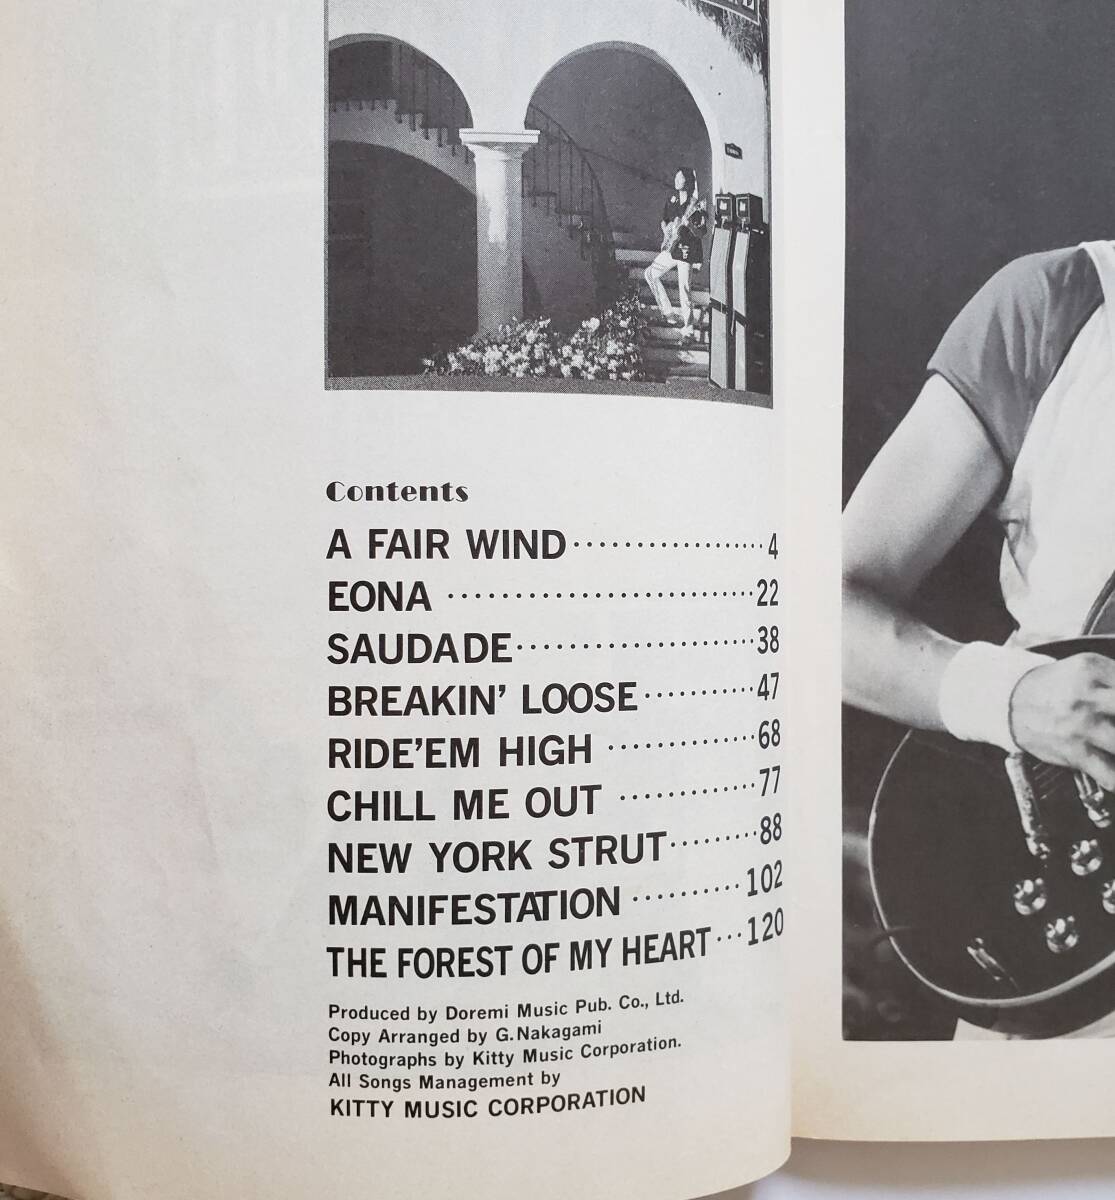 Contents
A FAIR WIND ··················· 4
EONA ··························· 22
SAUDADE ····················· 38
BREAKIN' LOOSE ··········· 47
RIDE'EM HIGH ·············· 68
CHILL ME OUT ············· 77
NEW YORK STRUT ········· 88
MANIFESTATION ·········· 102
THE FOREST OF MY HEART ··· 120
Produced by Doremi Music Pub. Co., Ltd.
Copy Arranged by G.Nakagami
Photographs by Kitty Music Corporation.
All Songs Management by
KITTY MUSIC CORPORATION